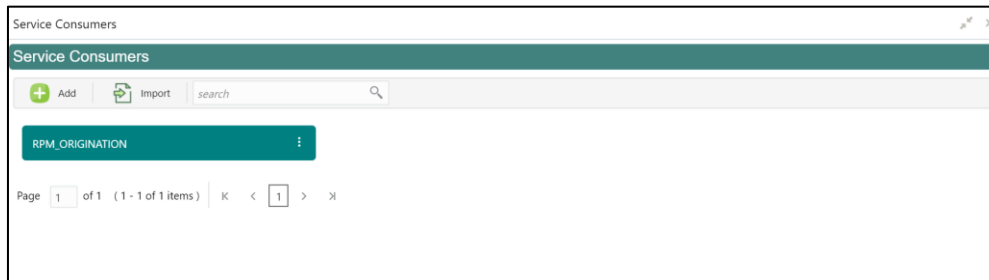 Service Consumers
Service Consumers
Add Import search
RPM_ORIGINATION
Page 1 of 1 (1 - 1 of 1 items) 1